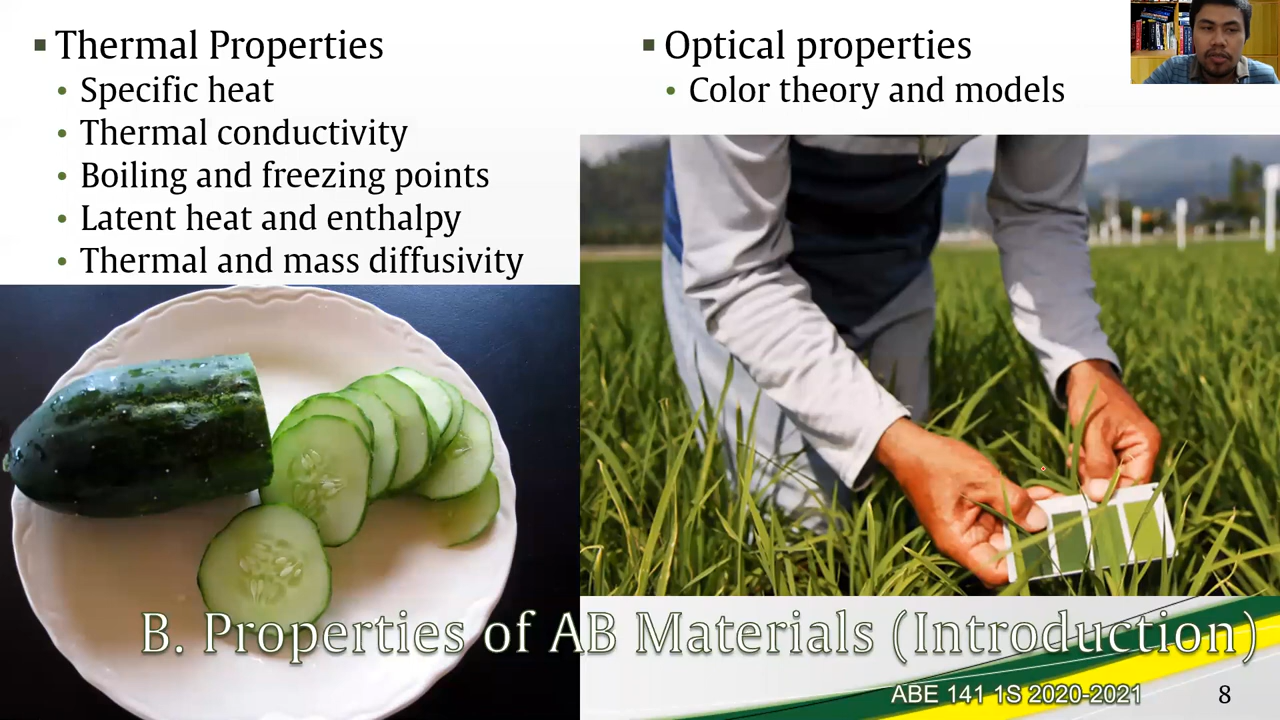 Thermal Properties
Specific heat
Thermal conductivity
Boiling and freezing points
Latent heat and enthalpy
Thermal and mass diffusivity
Optical properties
Color theory and models
B. Properties of AB Materials (Introduction)
ABE 141 1S 2020-2021
8